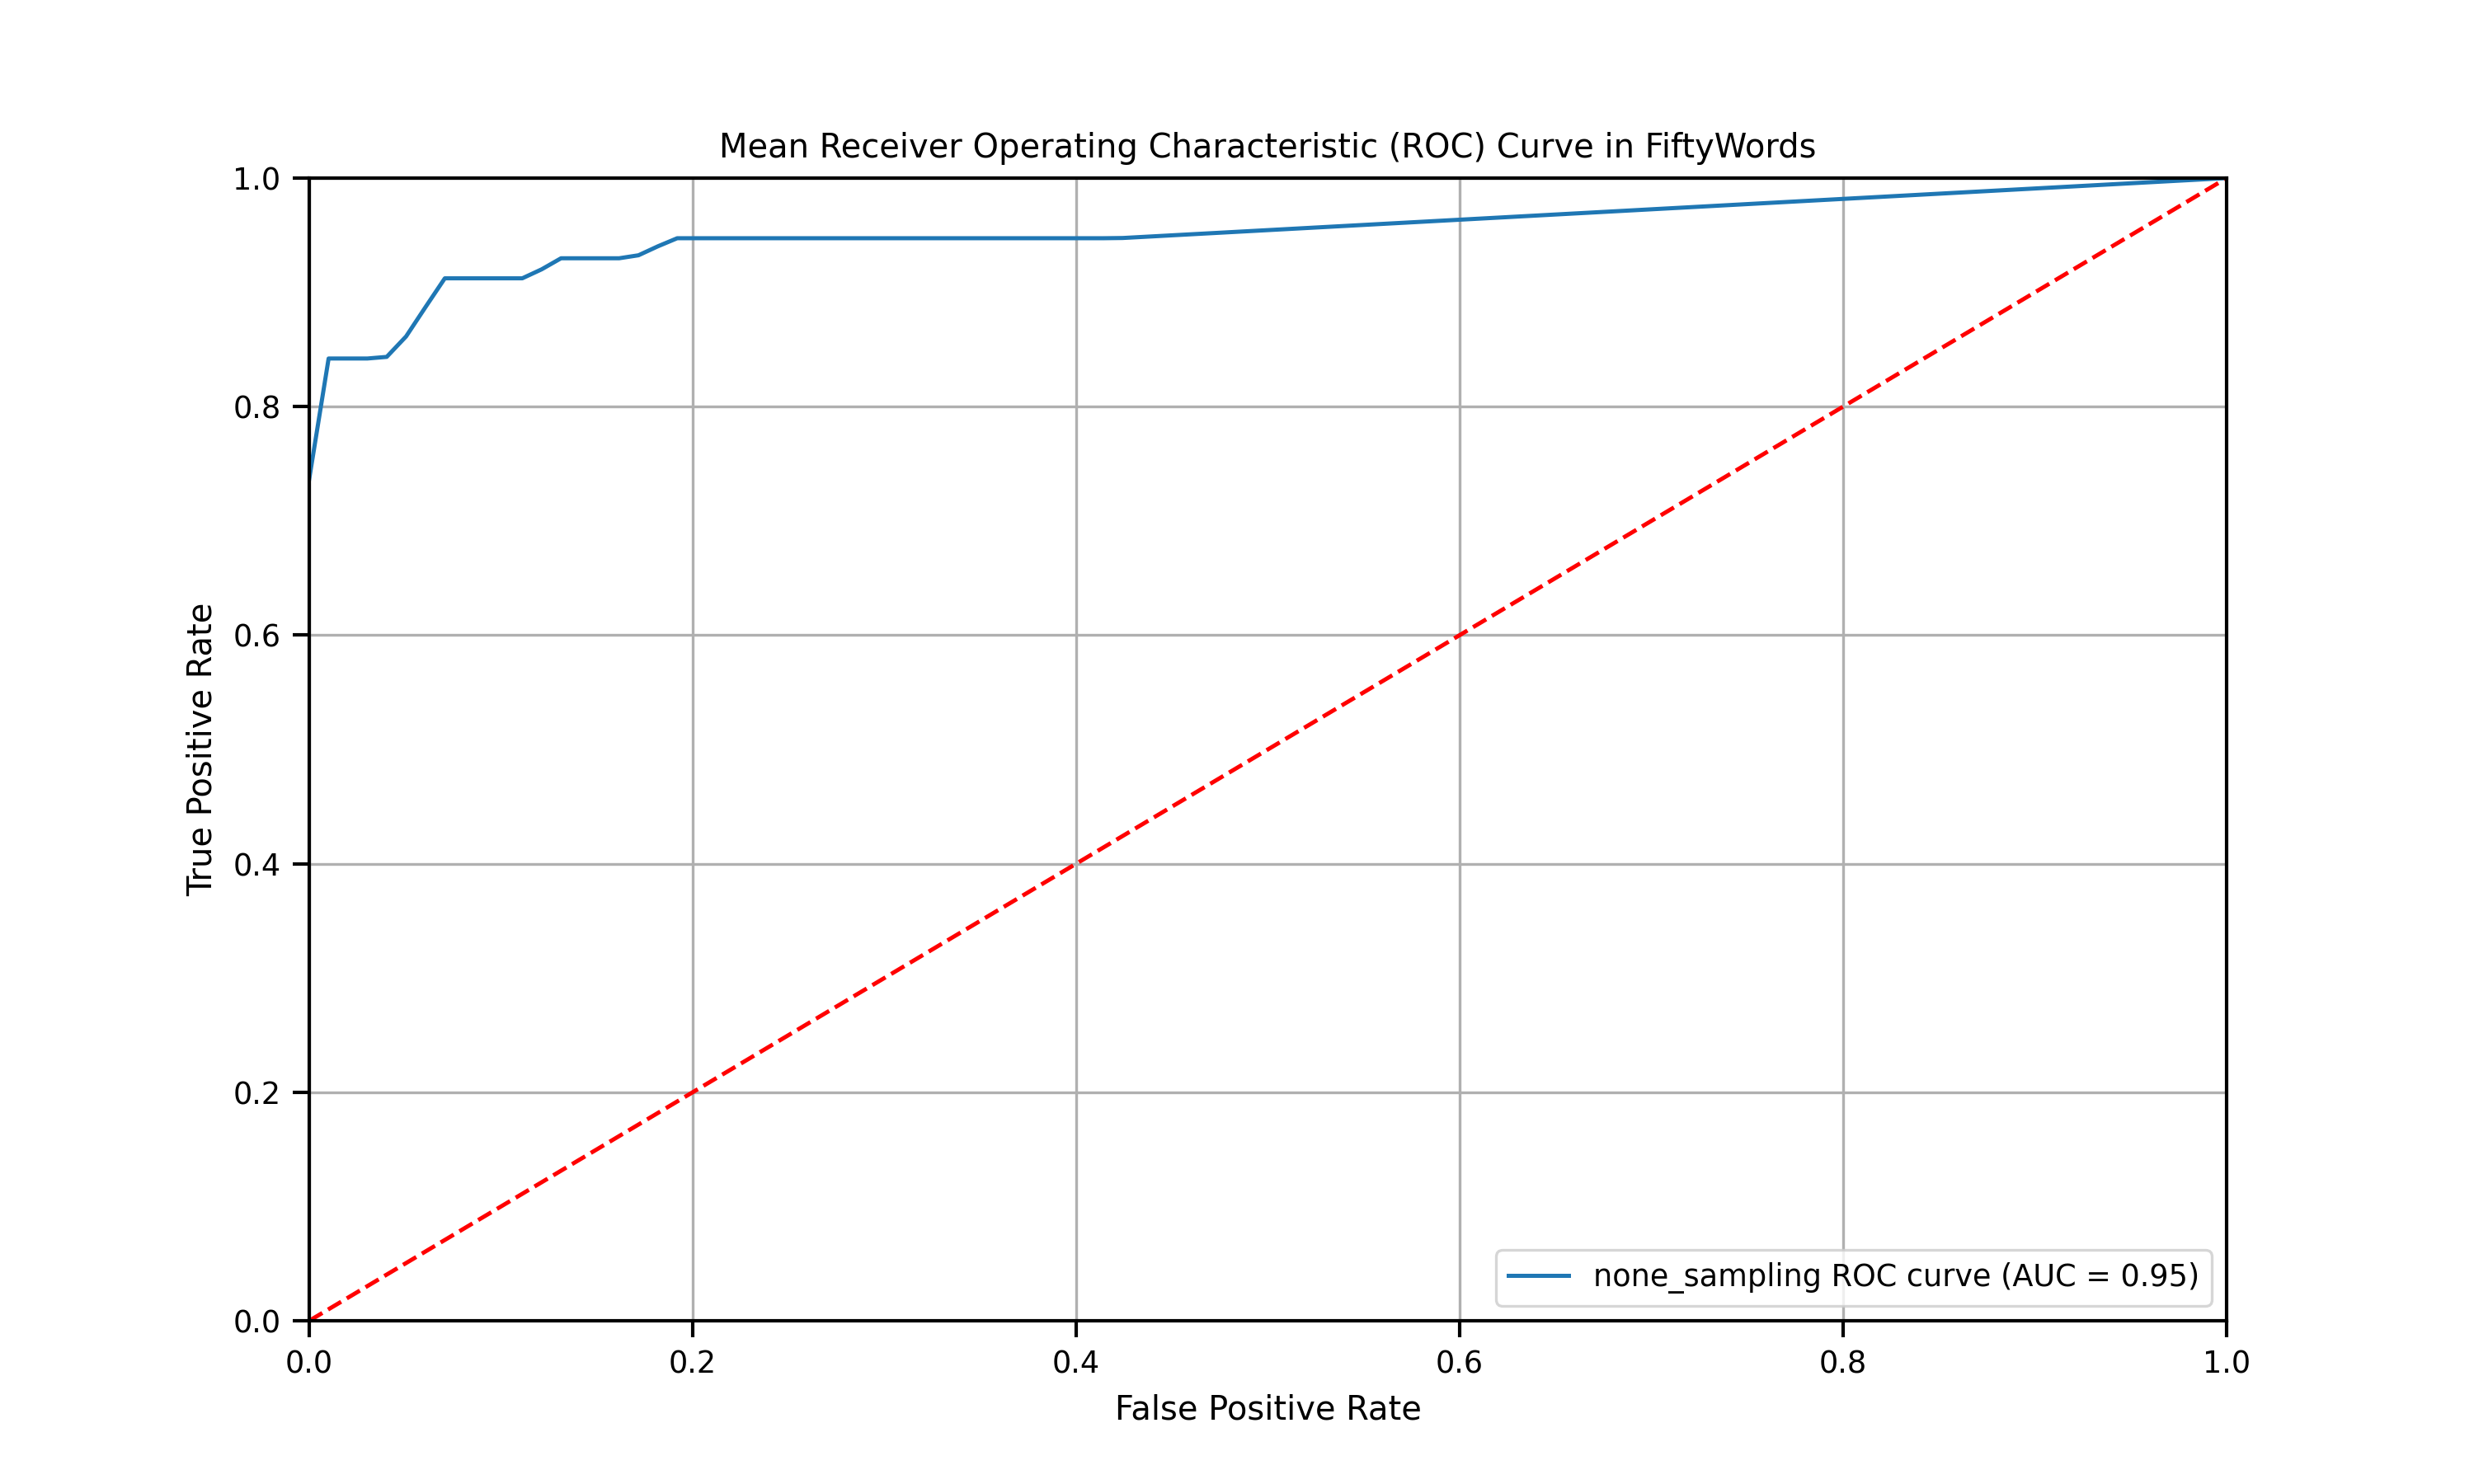 Mean Receiver Operating Characteristic (ROC) Curve in FiftyWords
1.0
0.8
0.6
0.4
0.2
0.0
True Positive Rate
none_sampling ROC curve (AUC = 0.95)
0.0 0.2 0.4 0.6 0.8 1.0
False Positive Rate